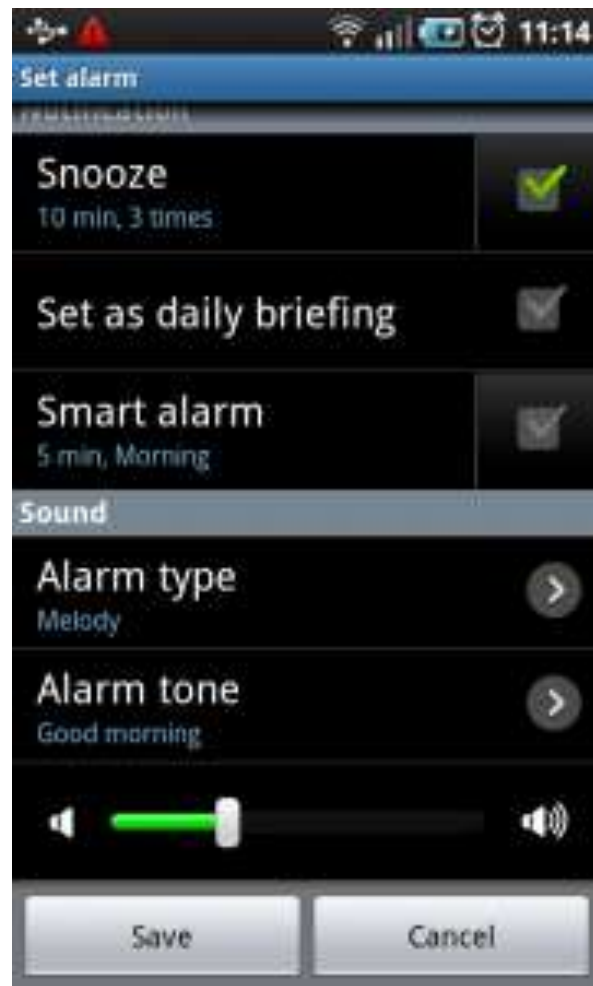 11:14
Set alarm
Notification
Snooze
10 min, 3 times
Set as daily briefing
Smart alarm
5 min, Morning
Sound
Alarm type
Melody
Alarm tone
Good morning
Save
Cancel